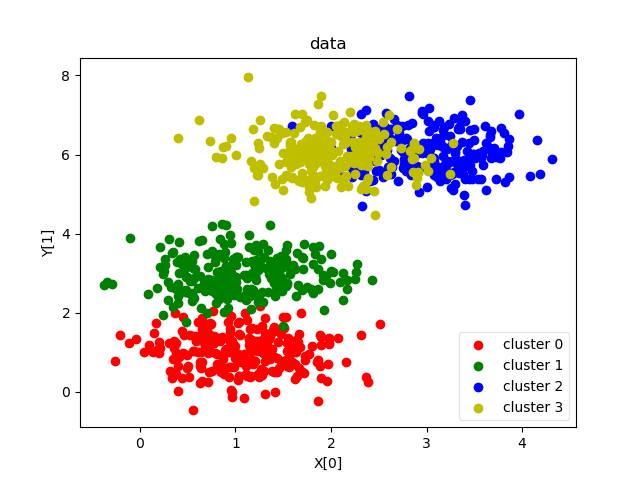 data
Y[1]
8
6
4
2
0
0 1 2 3 4
X[0]
cluster 0
cluster 1
cluster 2
cluster 3